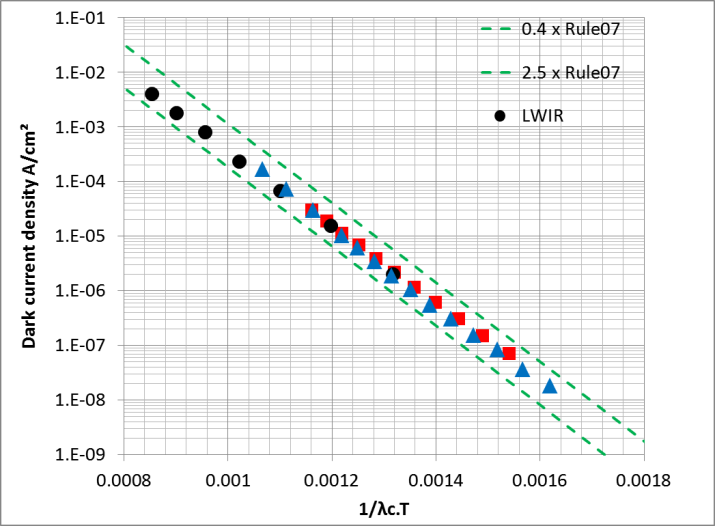 1.E-01
1.E-02
1.E-03
1.E-04
1.E-05
1.E-06
1.E-07
1.E-08
1.E-09
Dark current density A/cm²
0.4 x Rule07
2.5 x Rule07
LWIR
0.0008 0.001 0.0012 0.0014 0.0016 0.0018
1/λc.T